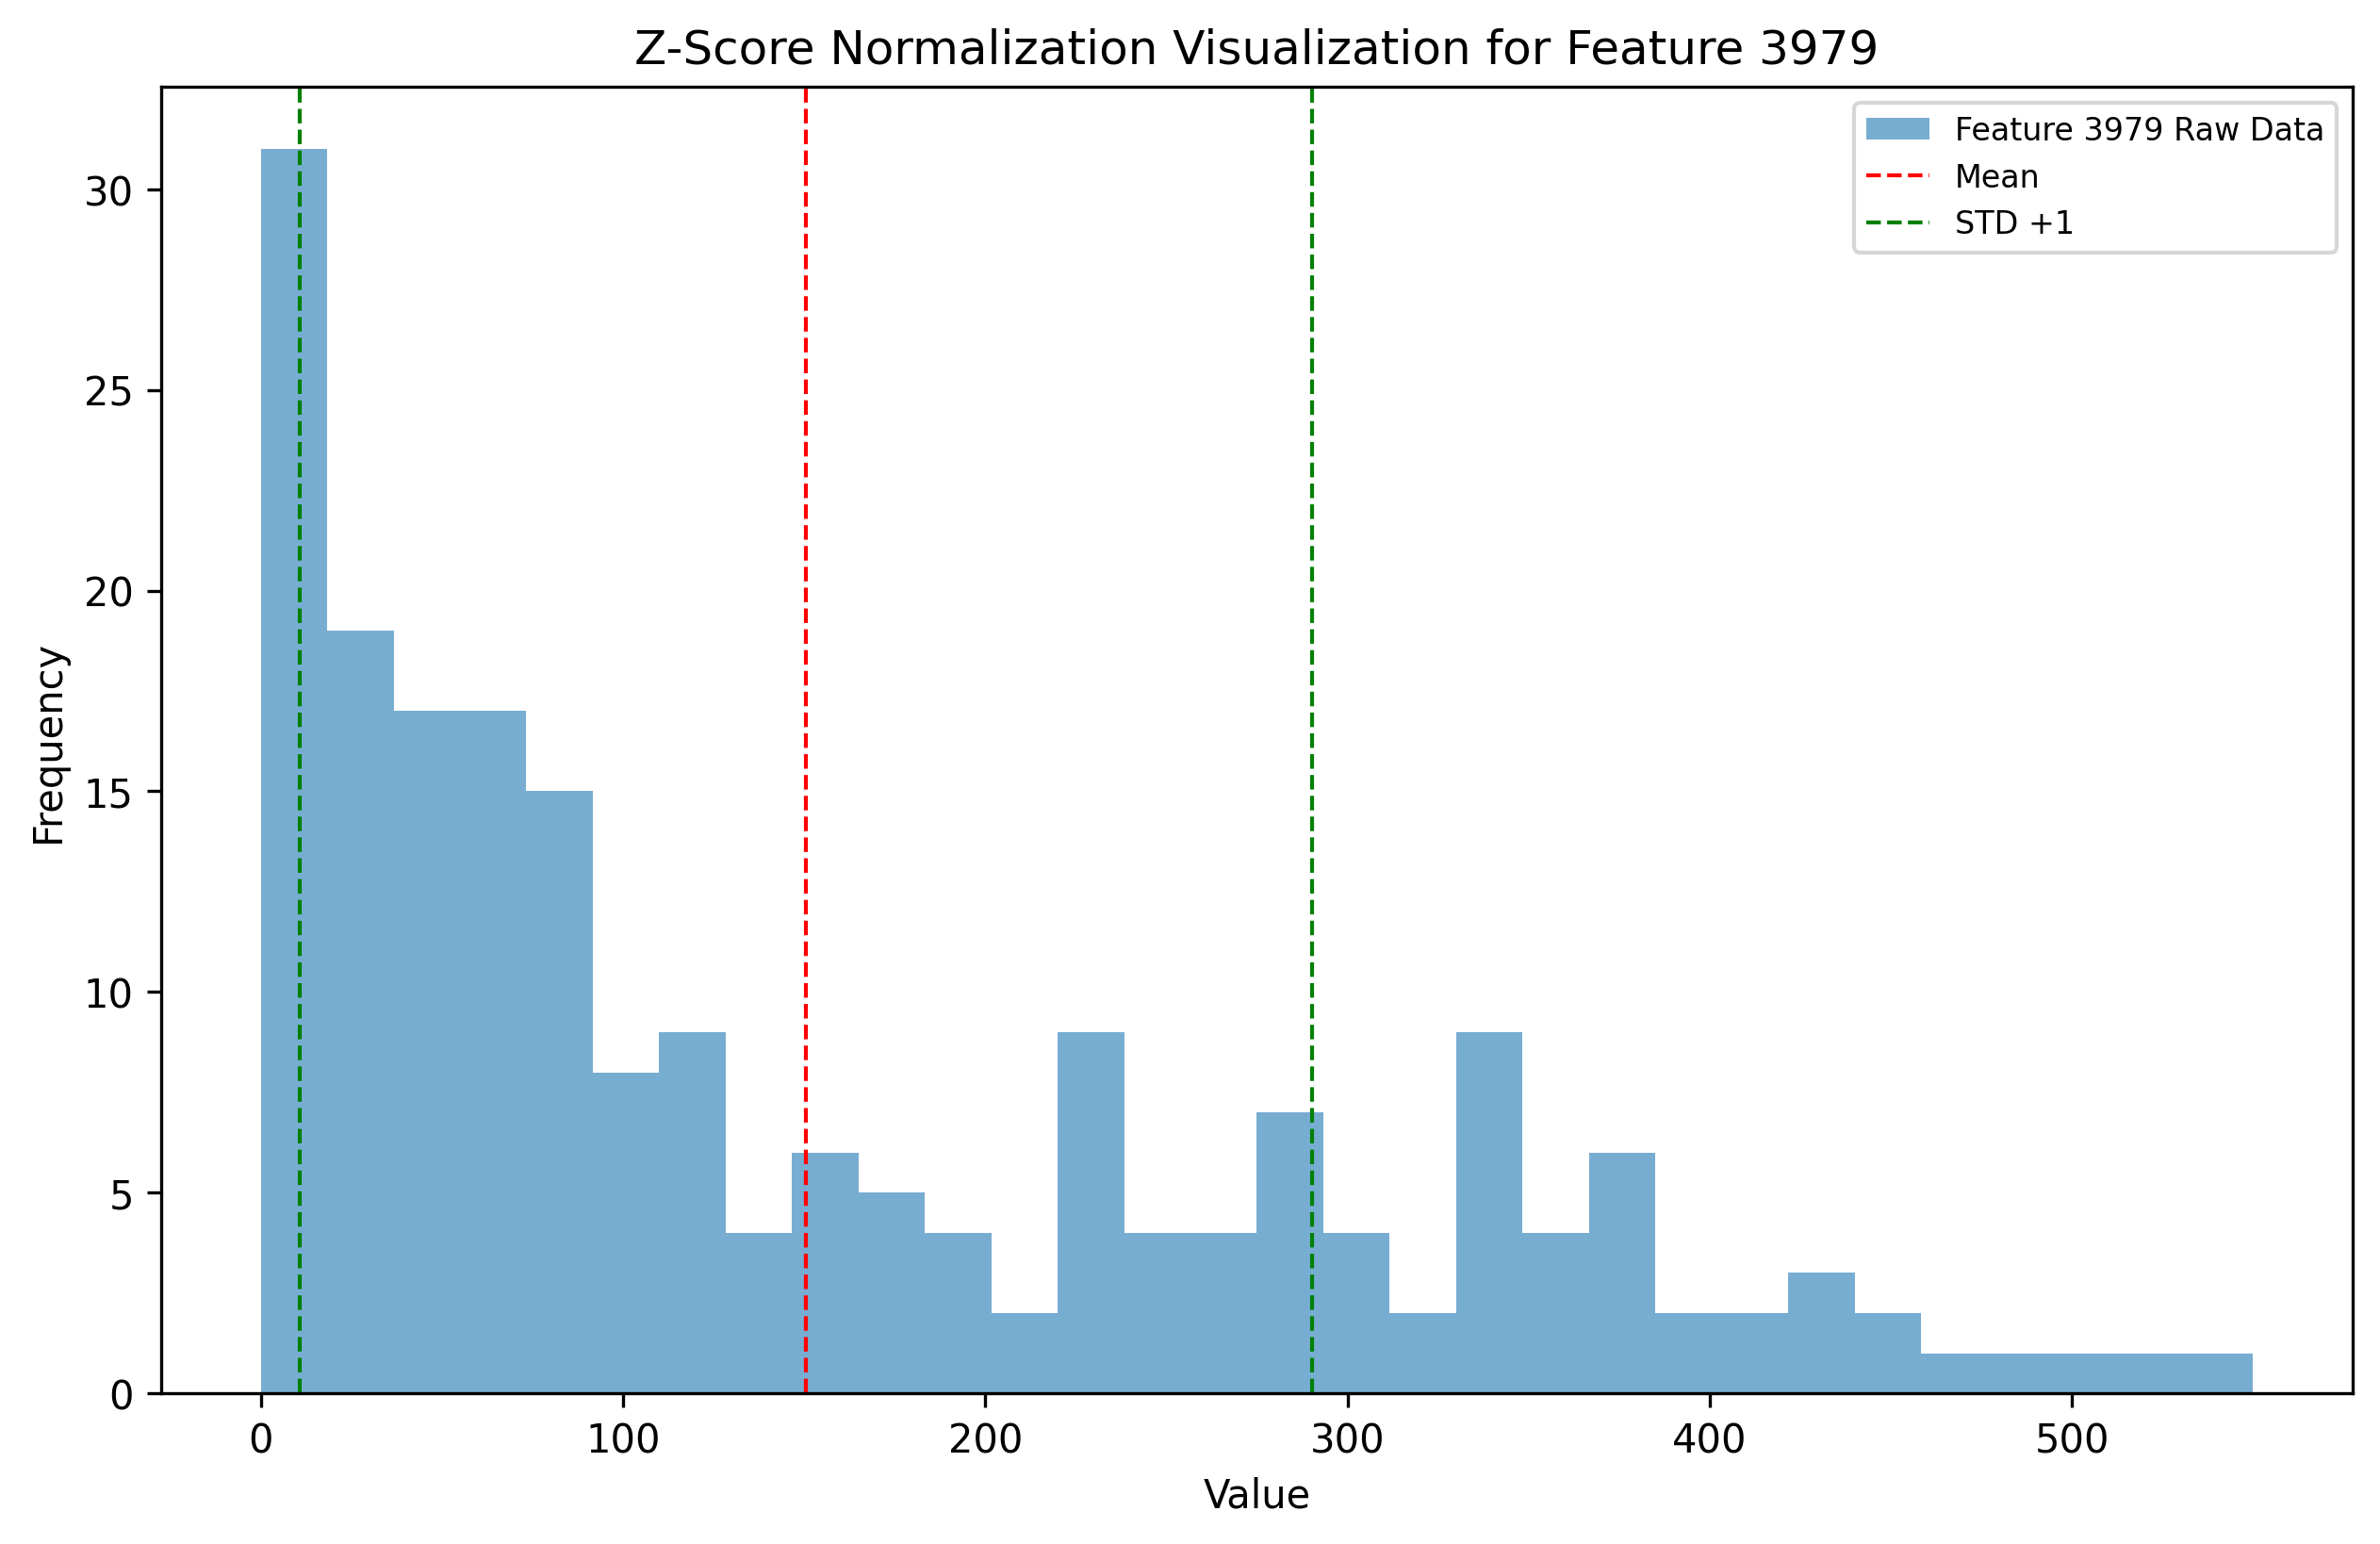 Z-Score Normalization Visualization for Feature 3979
Feature 3979 Raw Data
Mean
STD +1
30
25
20
15
10
5
0
Frequency
0 100 200 300 400 500
Value